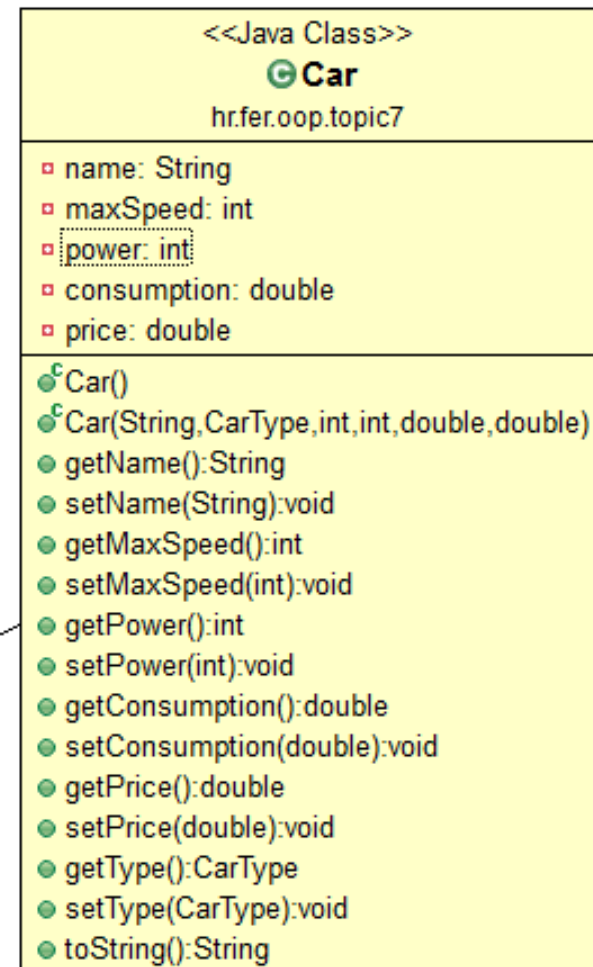 <<Java Class>>
C Car
hr.fer.oop.topic7
name: String
maxSpeed: int
power: int
consumption: double
price: double
c Car()
c Car(String,CarType,int,int,double,double)
getName():String
setName(String):void
getMaxSpeed():int
setMaxSpeed(int):void
getPower():int
setPower(int):void
getConsumption():double
setConsumption(double):void
getPrice():double
setPrice(double):void
getType():CarType
setType(CarType):void
toString():String